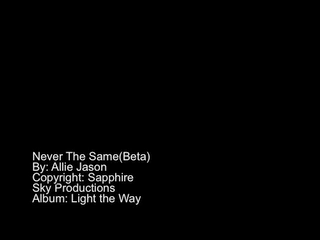 Never The Same(Beta)
By: Allie Jason
Copyright: Sapphire
Sky Productions
Album: Light the Way